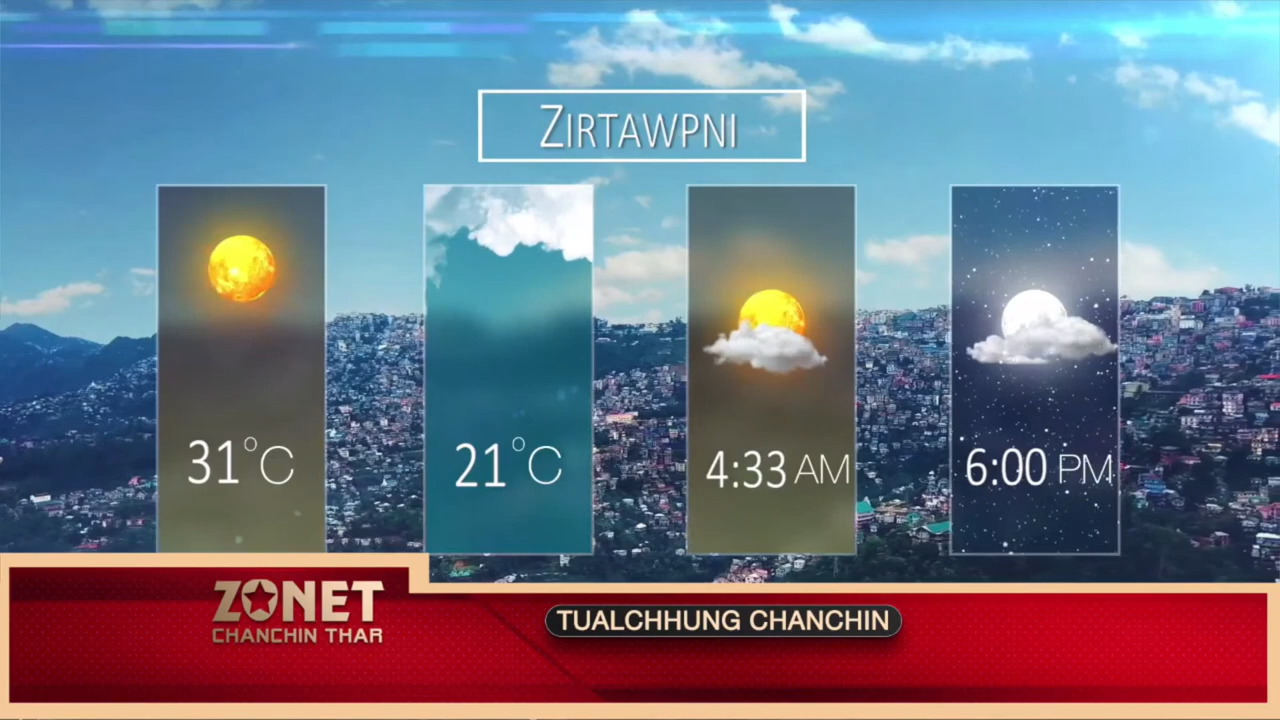 ZIRTAWPNI
31°C
21°C
4:33 AM
6:00 PM
ZONET
CHANCHIN THAR
TUALCHHUNG CHANCHIN